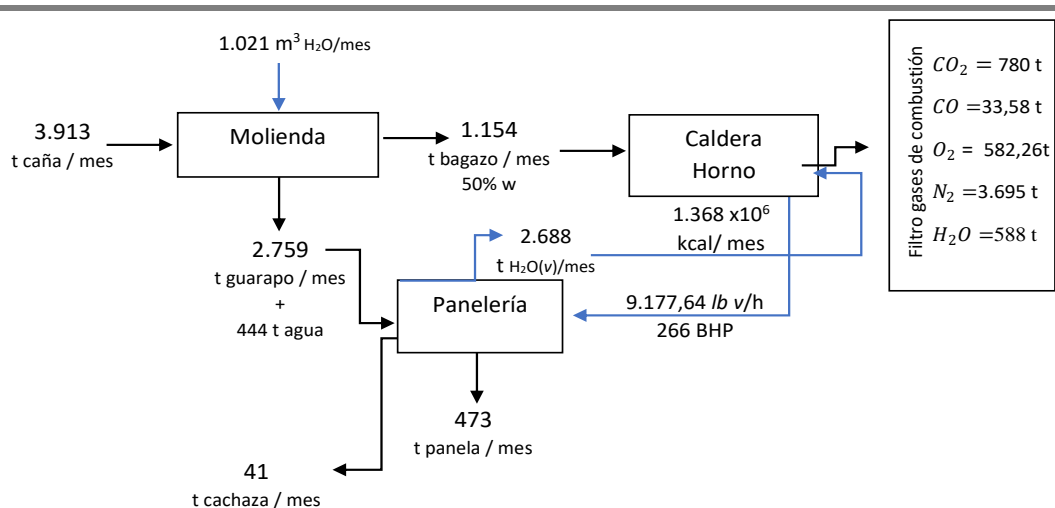 1.021 m³ H₂O/mes
3.913
t caña / mes
Molienda
1.154
t bagazo / mes
50% w
Caldera
Horno
Filtro gases de combustión
CO₂ = 780 t
CO =33,58 t
O₂ = 582,26t
N₂ =3.695 t
H₂O =588 t
2.759
t guarapo / mes
+
444 t agua
2.688
t H₂O(v)/mes
1.368 x10⁶
kcal/ mes
Panelería
9.177,64 lb v/h
266 BHP
473
t panela / mes
41
t cachaza / mes